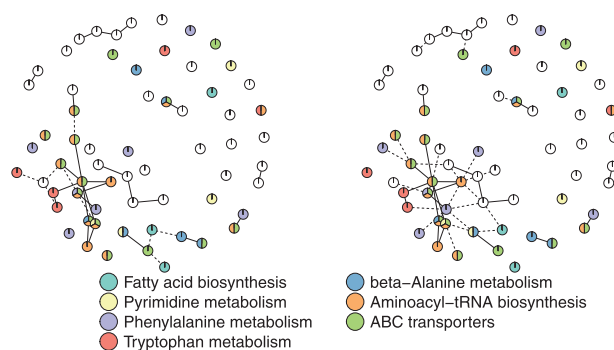 Fatty acid biosynthesis
Pyrimidine metabolism
Phenylalanine metabolism
Tryptophan metabolism
beta−Alanine metabolism
Aminoacyl−tRNA biosynthesis
ABC transporters